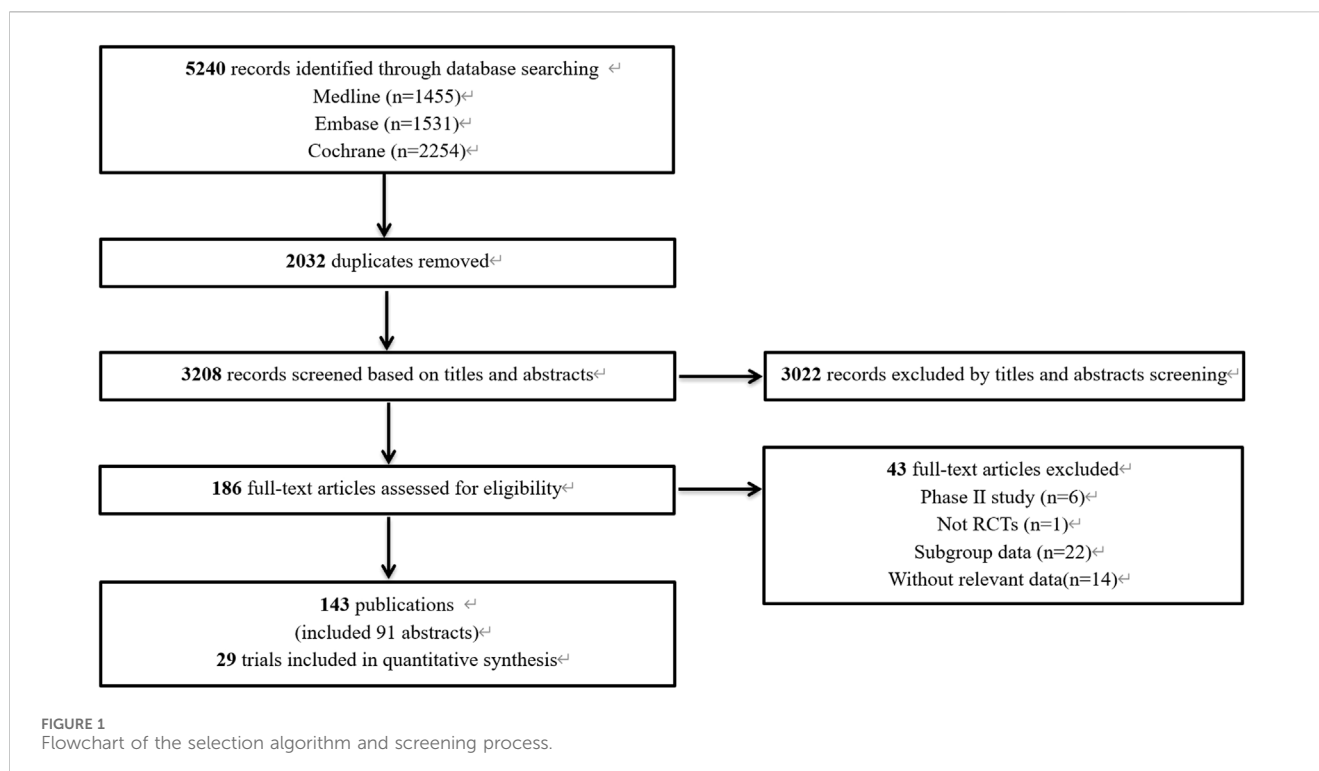 5240 records identified through database searching ↵
Medline (n=1455)↵
Embase (n=1531)↵
Cochrane (n=2254)↵
2032 duplicates removed↵
3208 records screened based on titles and abstracts↵
3022 records excluded by titles and abstracts screening↵
186 full-text articles assessed for eligibility↵
43 full-text articles excluded↵
Phase II study (n=6)↵
Not RCTs (n=1)↵
Subgroup data (n=22)↵
Without relevant data(n=14)↵
143 publications ↵
(included 91 abstracts)↵
29 trials included in quantitative synthesis↵
FIGURE 1
Flowchart of the selection algorithm and screening process.